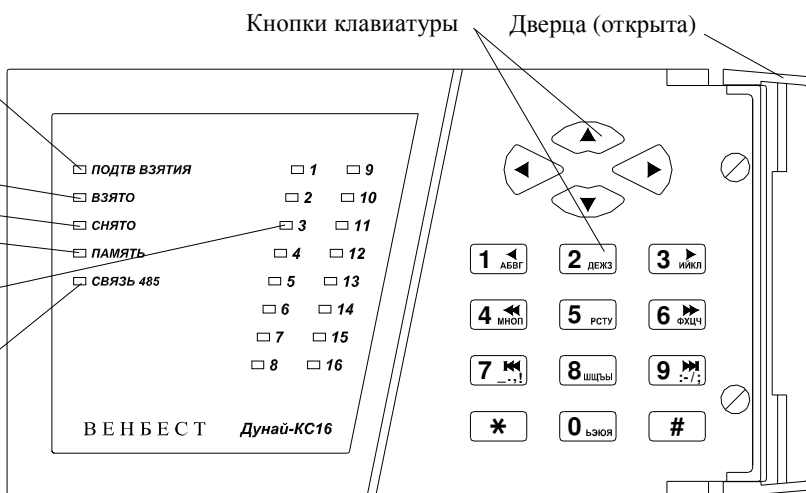 Кнопки клавиатуры Дверца (открыта)
ПОДТВ ВЗЯТИЯ 1 9
ВЗЯТО 2 10
СНЯТО 3 11
ПАМЯТЬ 4 12
СВЯЗЬ 485 5 13
6 14
7 15
8 16
ВЕНБЕСТ Дунай-КС16
1 АБВГ 2 ДЕЖЗ 3 ИЙКЛ
4 МНОП 5 РСТУ 6 ФХЦЧ
7 _.,! 8 ШЩЪЫ 9 :-/;
* 0 ЬЭЮЯ #